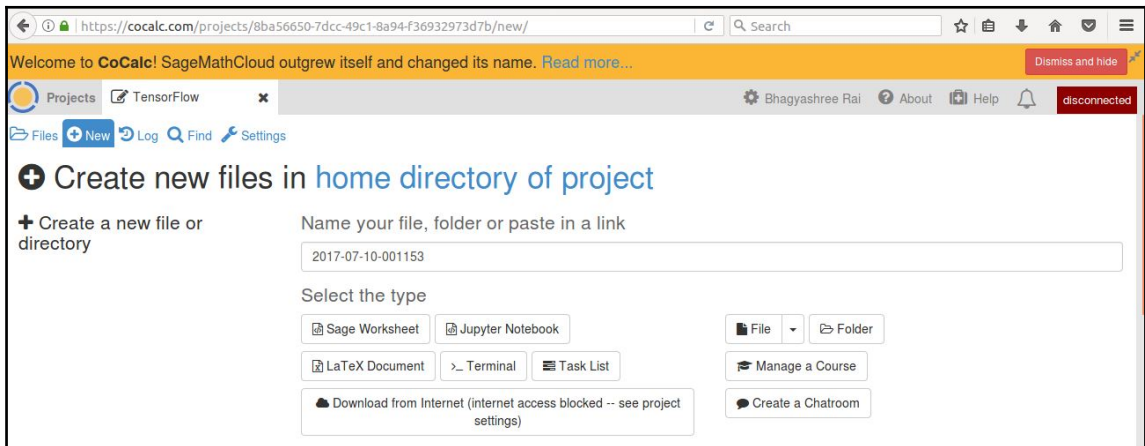 https://cocalc.com/projects/8ba56650-7dcc-49c1-8a94-f36932973d7b/new/ Search
Welcome to CoCalc! SageMathCloud outgrew itself and changed its name. Read more... Dismiss and hide
Projects TensorFlow Bhagyashree Rai About Help disconnected
Files New Log Find Settings
Create new files in home directory of project
Create a new file or
directory
Name your file, folder or paste in a link
2017-07-10-001153
Select the type
Sage Worksheet Jupyter Notebook File Folder
LaTeX Document >_ Terminal Task List Manage a Course
Download from Internet (internet access blocked -- see project
settings)
Create a Chatroom